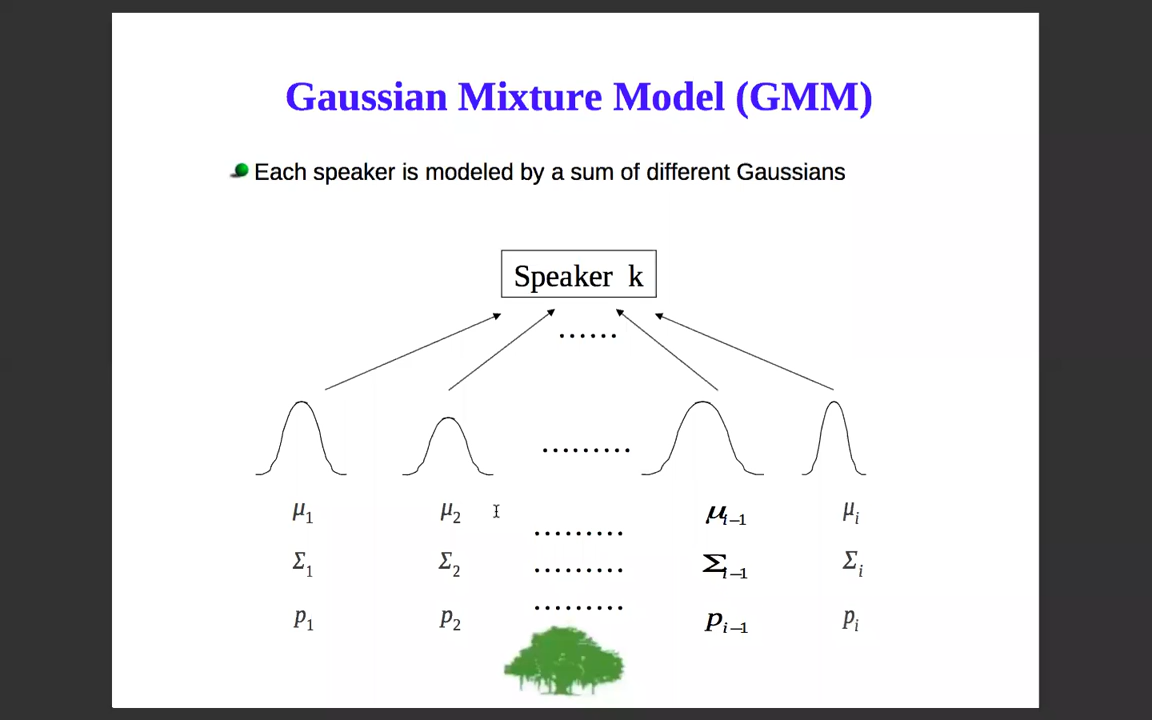 Gaussian Mixture Model (GMM)
Each speaker is modeled by a sum of different Gaussians
Speaker k
......
.........
μ1 μ2 ......... μi–1 μi
Σ1 Σ2 ......... Σi–1 Σi
p1 p2 ......... pi–1 pi